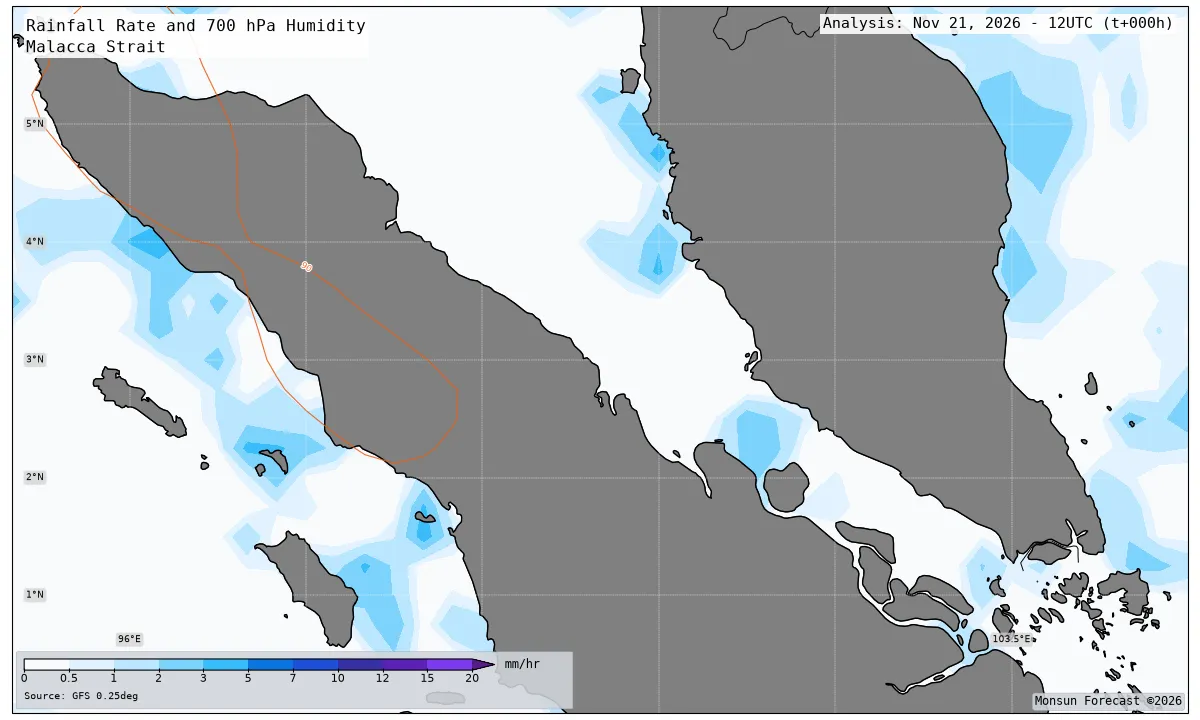 Rainfall Rate and 700 hPa Humidity
Malacca Strait
Analysis: Nov 21, 2026 - 12UTC (t+000h)
5°N
4°N
90
3°N
2°N
1°N
96°E
103.5°E
mm/hr
0 0.5 1 2 3 5 7 10 12 15 20
Source: GFS 0.25deg
Monsun Forecast ©2026